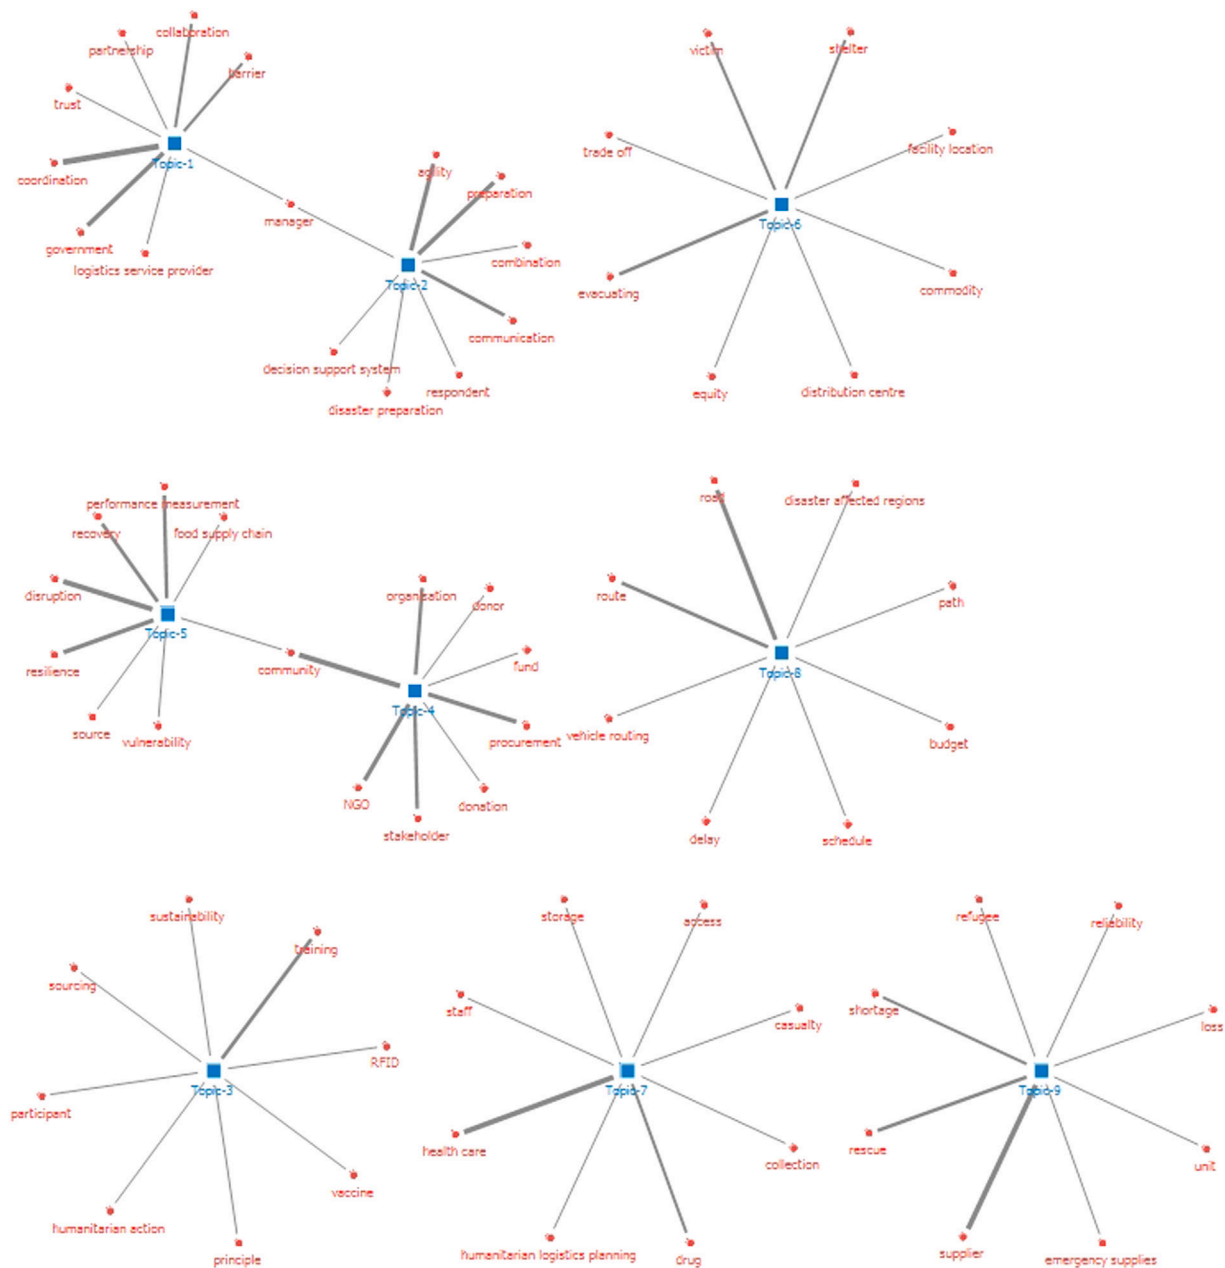 collaboration
partnership
barrier
trust
Topic-1
coordination
manager
government
logistics service provider
agility
preparation
combination
Topic-2
communication
decision support system
respondent
disaster preparation
victim
shelter
trade off
facility location
Topic-6
evacuating
commodity
equity
distribution centre
performance measurement
recovery
food supply chain
disruption
Topic-5
resilience
community
source
vulnerability
organisation
donor
fund
Topic-4
procurement
NGO
donation
stakeholder
road
disaster affected regions
route
path
Topic-8
vehicle routing
budget
delay
schedule
sustainability
training
sourcing
RFID
Topic-3
participant
vaccine
humanitarian action
principle
storage
access
staff
casualty
Topic-7
health care
collection
humanitarian logistics planning
drug
refugee
reliability
shortage
loss
Topic-9
rescue
unit
supplier
emergency supplies